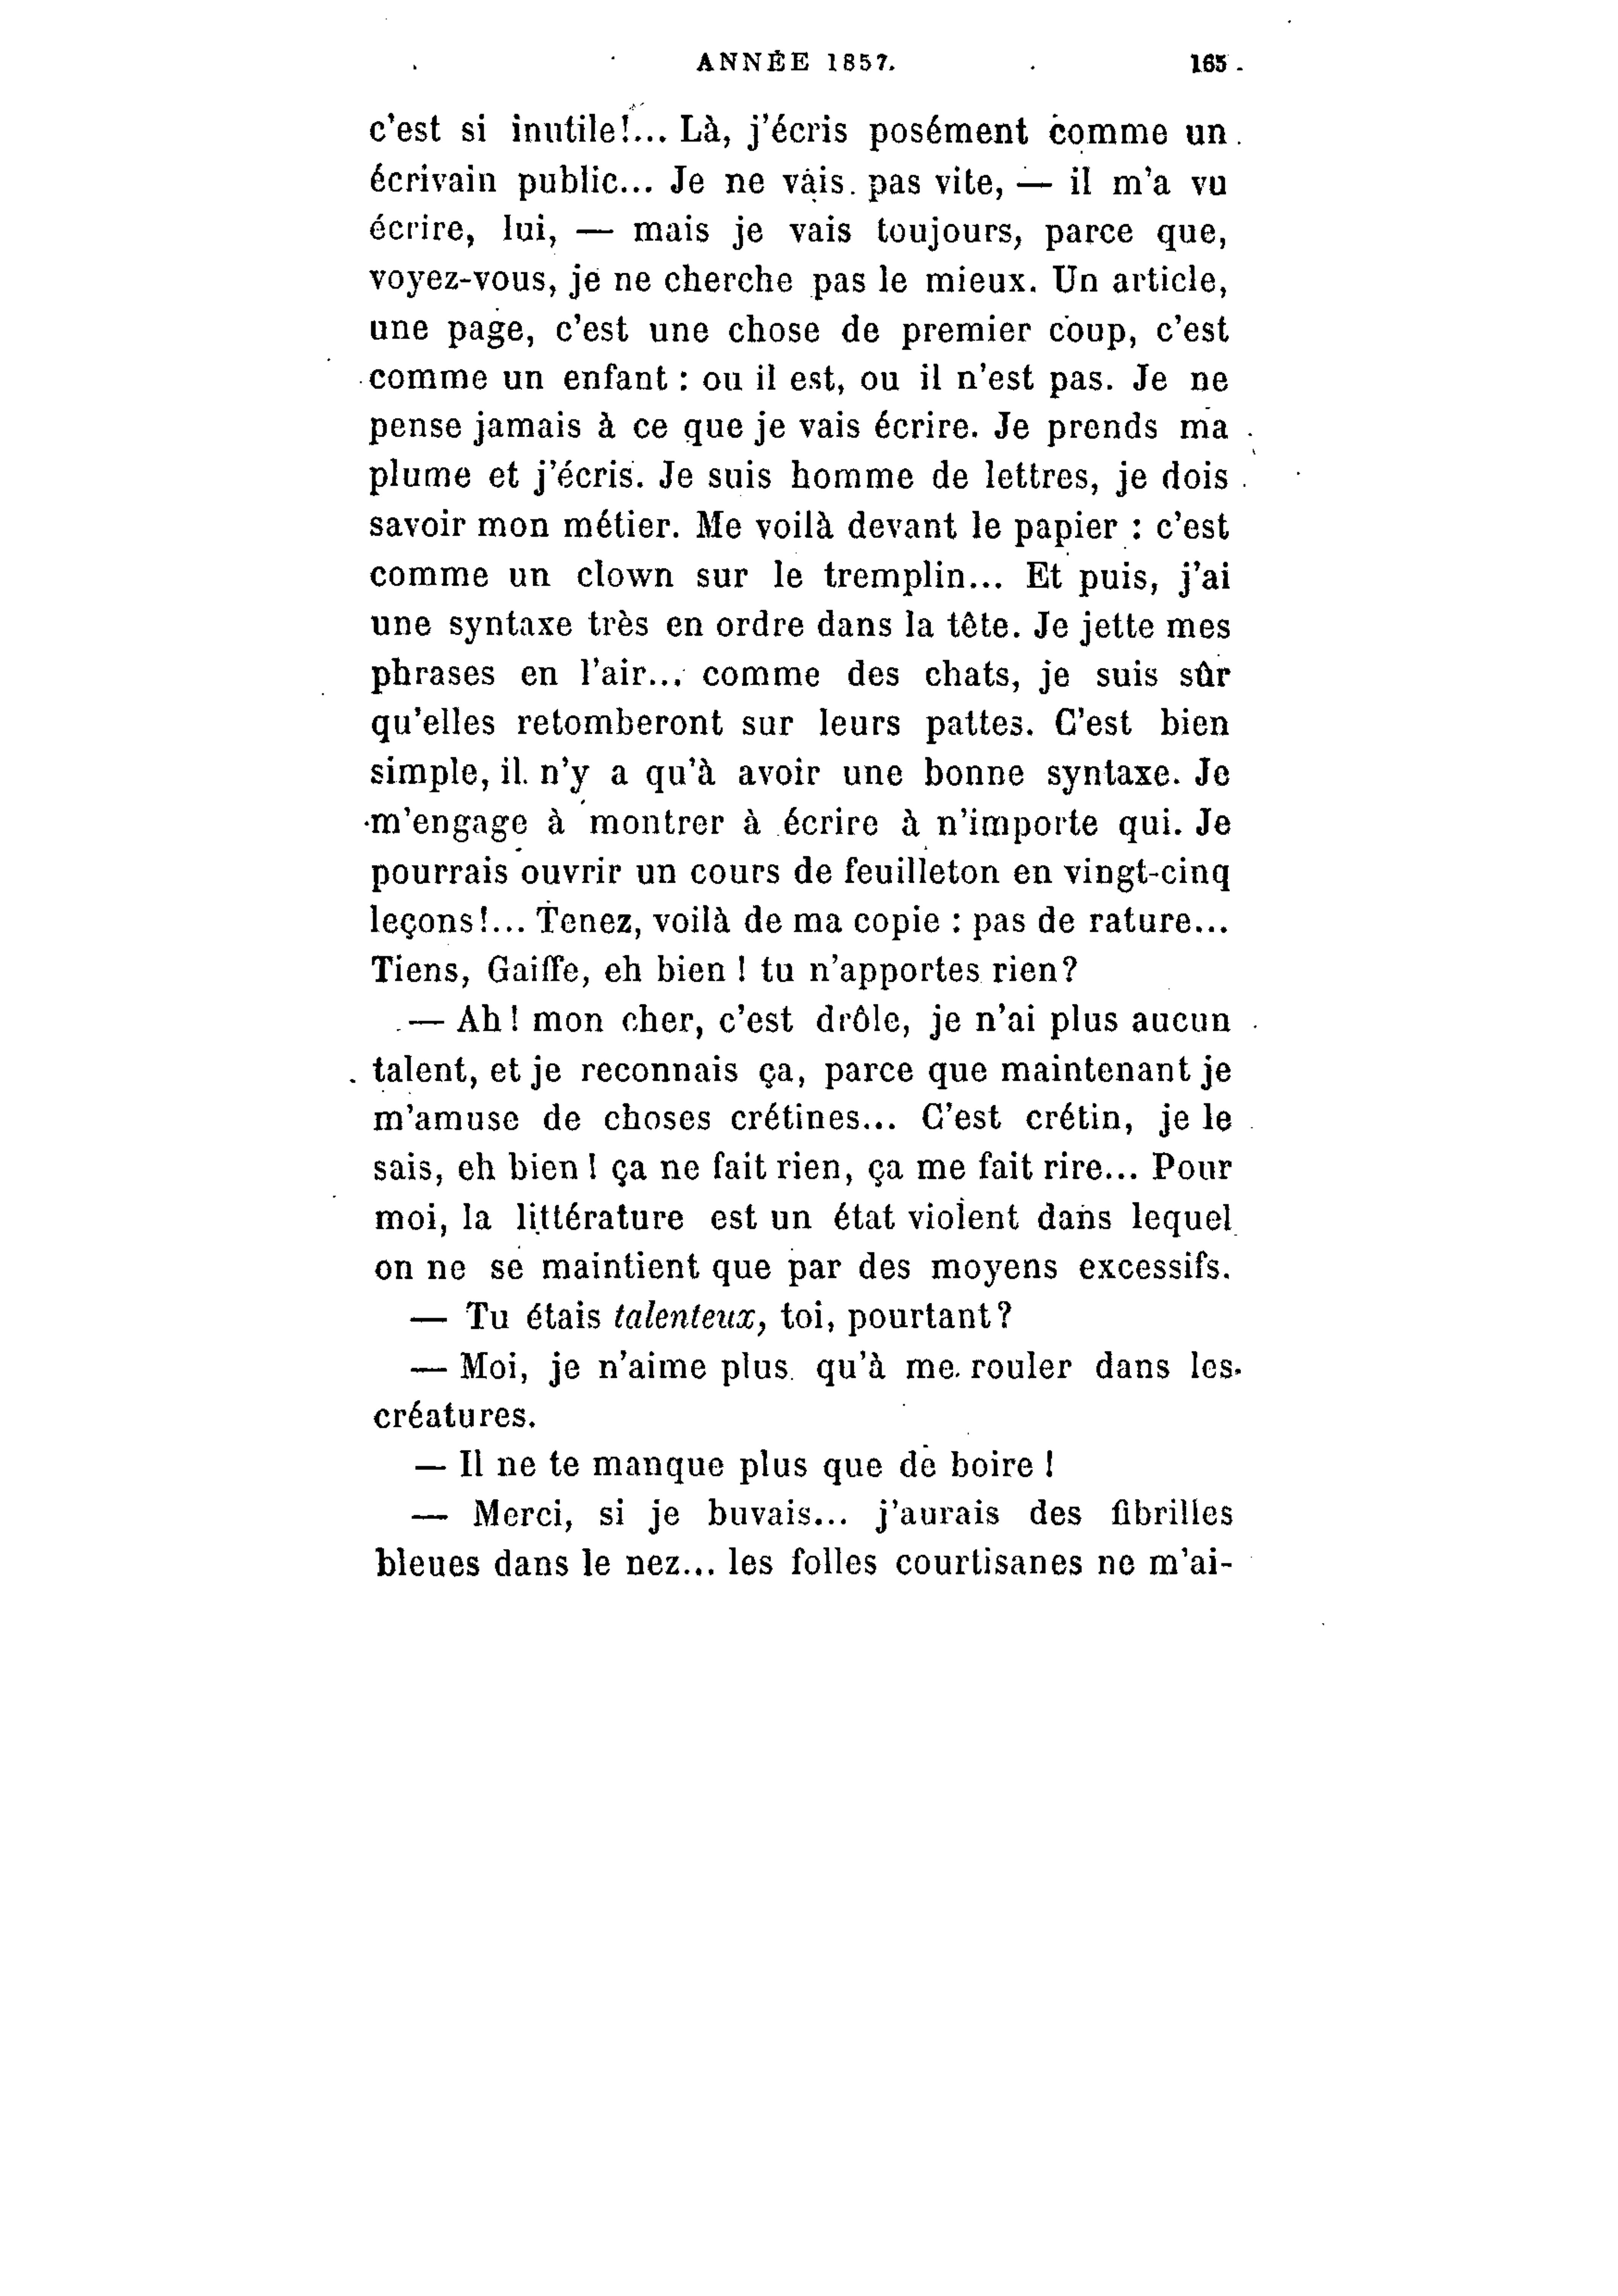 ANNÉE 1857. 165
c'est si inutile!... Là, j'écris posément comme un
écrivain public... Je ne vais pas vite, — il m'a vu
écrire, lui, — mais je vais toujours, parce que,
voyez-vous, je ne cherche pas le mieux. Un article,
une page, c'est une chose de premier coup, c'est
comme un enfant : ou il est, ou il n'est pas. Je ne
pense jamais à ce que je vais écrire. Je prends ma
plume et j'écris. Je suis homme de lettres, je dois
savoir mon métier. Me voilà devant le papier : c'est
comme un clown sur le tremplin... Et puis, j'ai
une syntaxe très en ordre dans la tête. Je jette mes
phrases en l'air... comme des chats, je suis sûr
qu'elles retomberont sur leurs pattes. C'est bien
simple, il n'y a qu'à avoir une bonne syntaxe. Je
m'engage à montrer à écrire à n'importe qui. Je
pourrais ouvrir un cours de feuilleton en vingt-cinq
leçons!... Tenez, voilà de ma copie : pas de rature...
Tiens, Gaiffe, eh bien ! tu n'apportes rien?
— Ah! mon cher, c'est drôle, je n'ai plus aucun
talent, et je reconnais ça, parce que maintenant je
m'amuse de choses crétines... C'est crétin, je le
sais, eh bien! ça ne fait rien, ça me fait rire... Pour
moi, la littérature est un état violent dans lequel
on ne se maintient que par des moyens excessifs.
— Tu étais talenteux, toi, pourtant?
— Moi, je n'aime plus qu'à me rouler dans les
créatures.
— Il ne te manque plus que de boire !
— Merci, si je buvais... j'aurais des fibrilles
bleues dans le nez... les folles courtisanes ne m'ai-